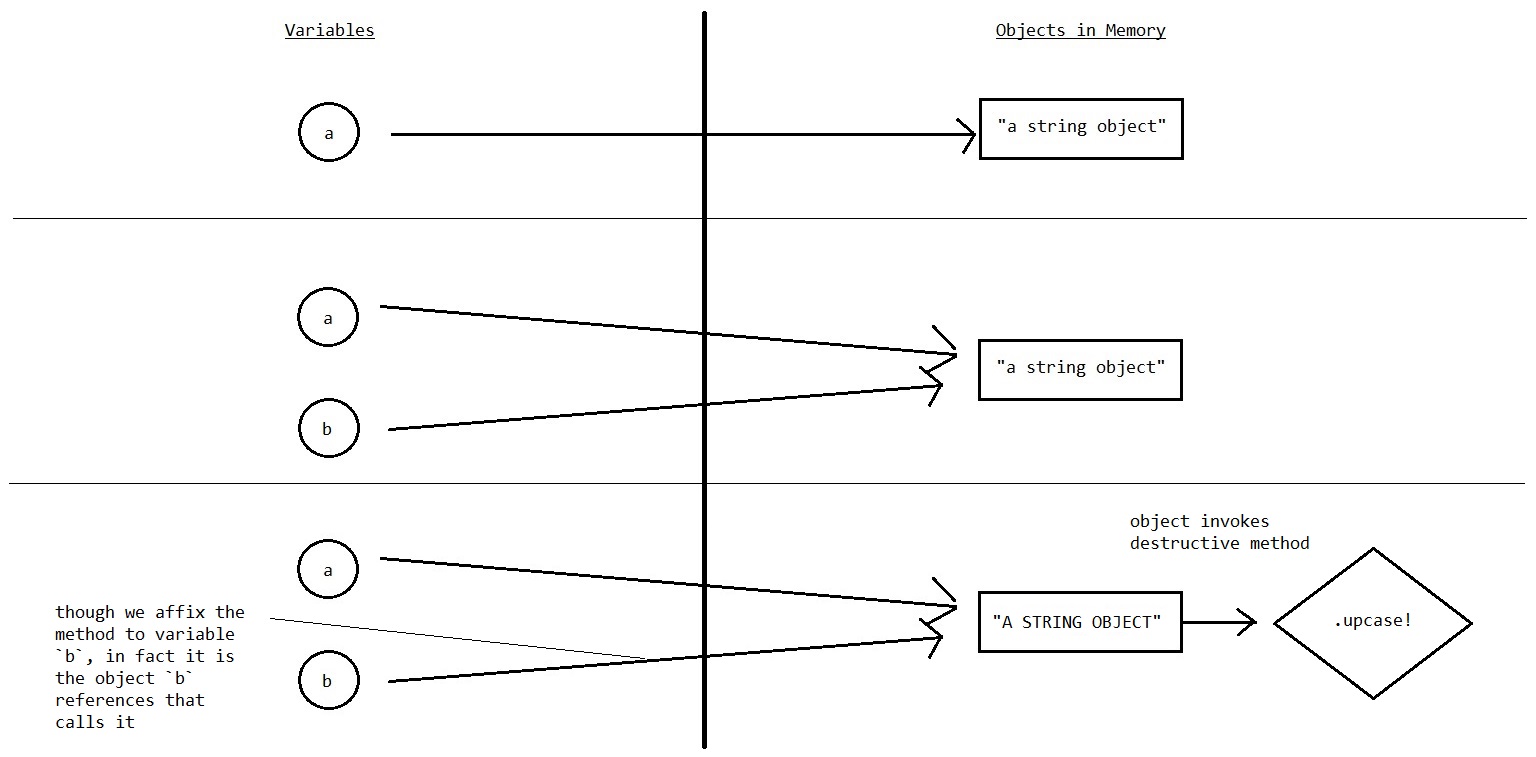 Variables
Objects in Memory
a
"a string object"
a
"a string object"
b
object invokes
destructive method
a
though we affix the
method to variable
`b`, in fact it is
the object `b`
references that
calls it
"A STRING OBJECT"
.upcase!
b